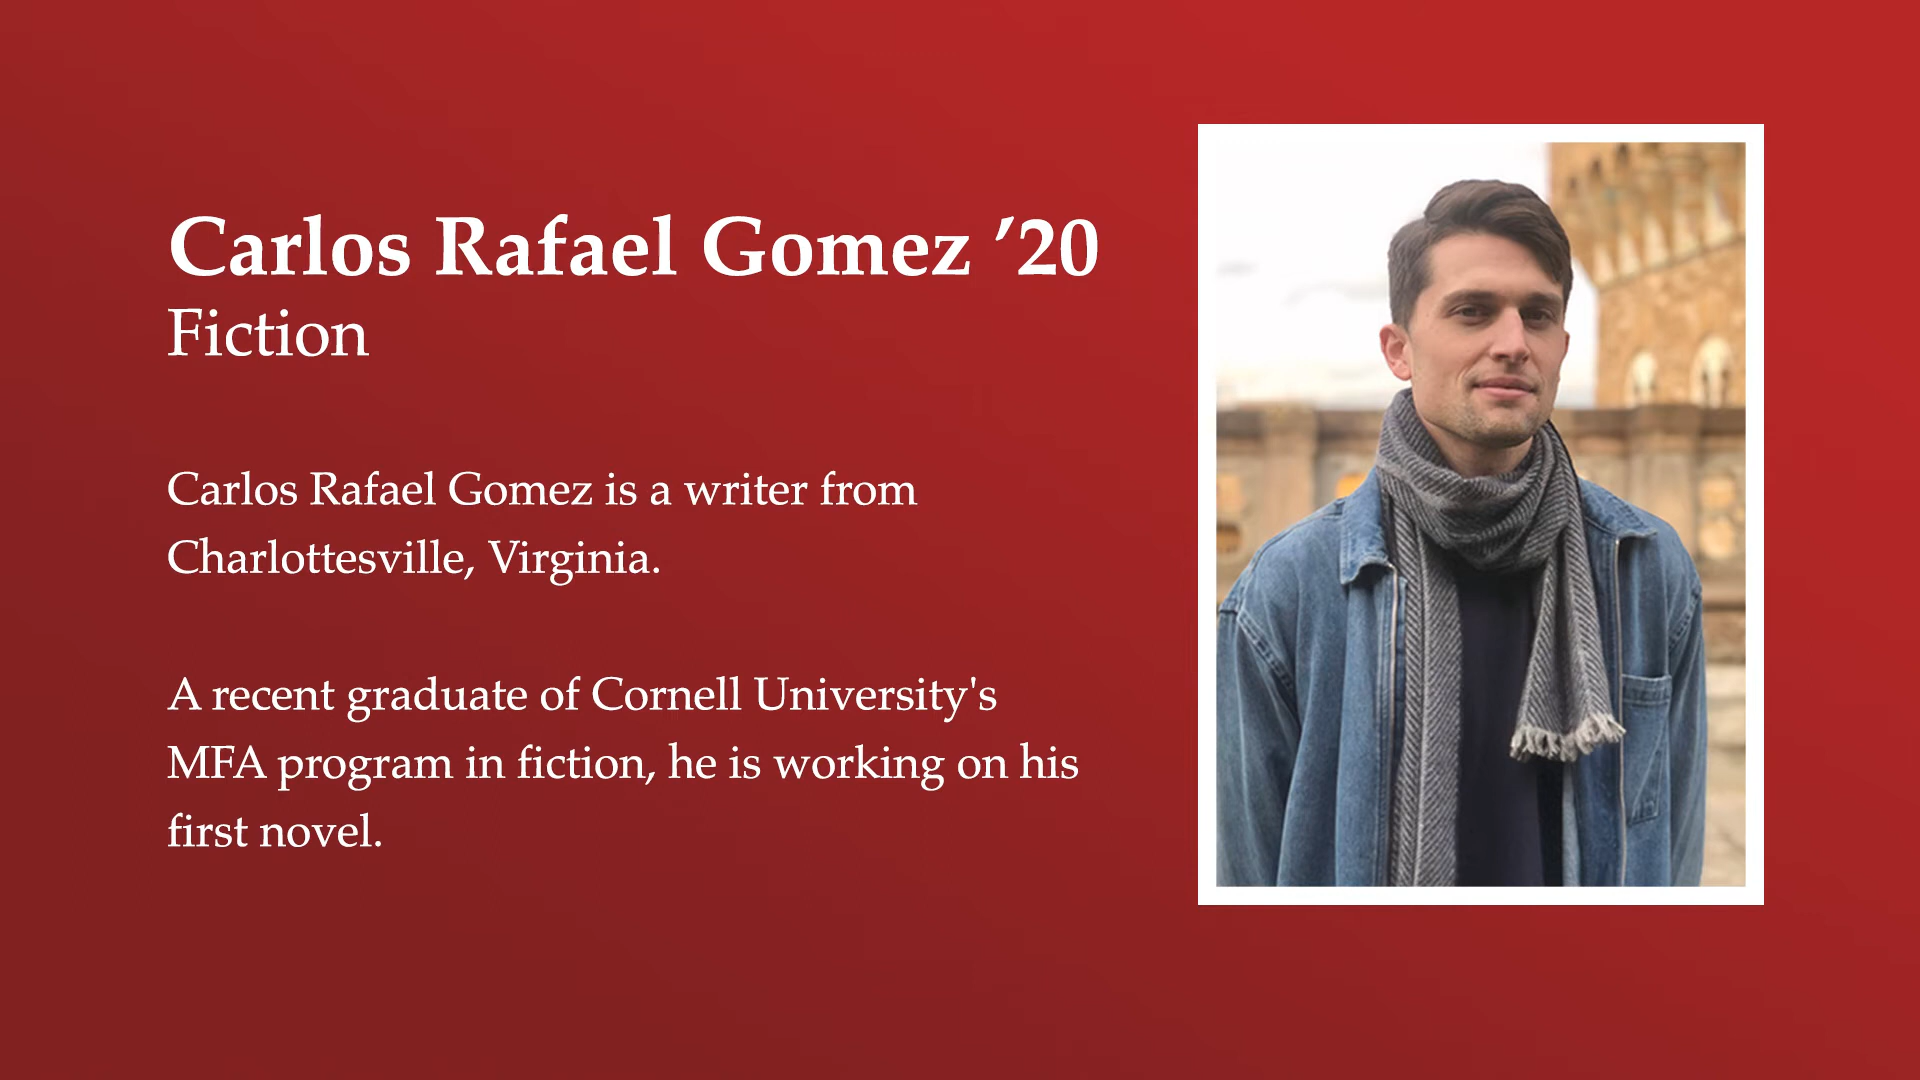 Carlos Rafael Gomez ’20
Fiction
Carlos Rafael Gomez is a writer from
Charlottesville, Virginia.
A recent graduate of Cornell University's
MFA program in fiction, he is working on his
first novel.